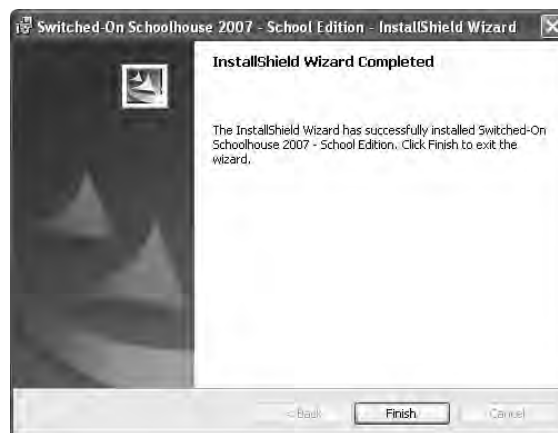 Switched-On Schoolhouse 2007 - School Edition - InstallShield Wizard
InstallShield Wizard Completed
The InstallShield Wizard has successfully installed Switched-On
Schoolhouse 2007 - School Edition. Click Finish to exit the
wizard.
< Back Finish Cancel